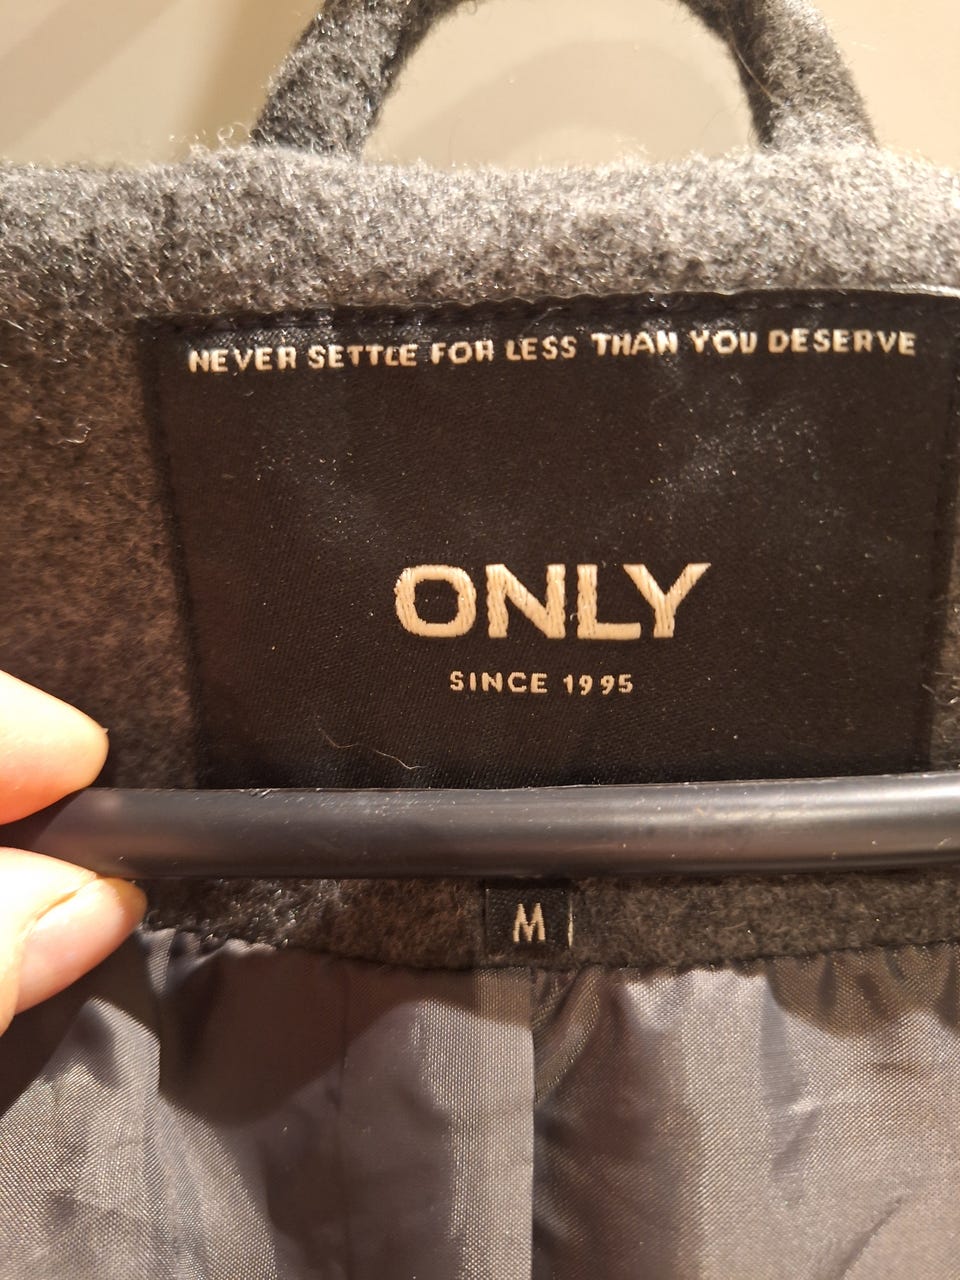 NEVER SETTLE FOR LESS THAN YOU DESERVE
ONLY
SINCE 1995
M